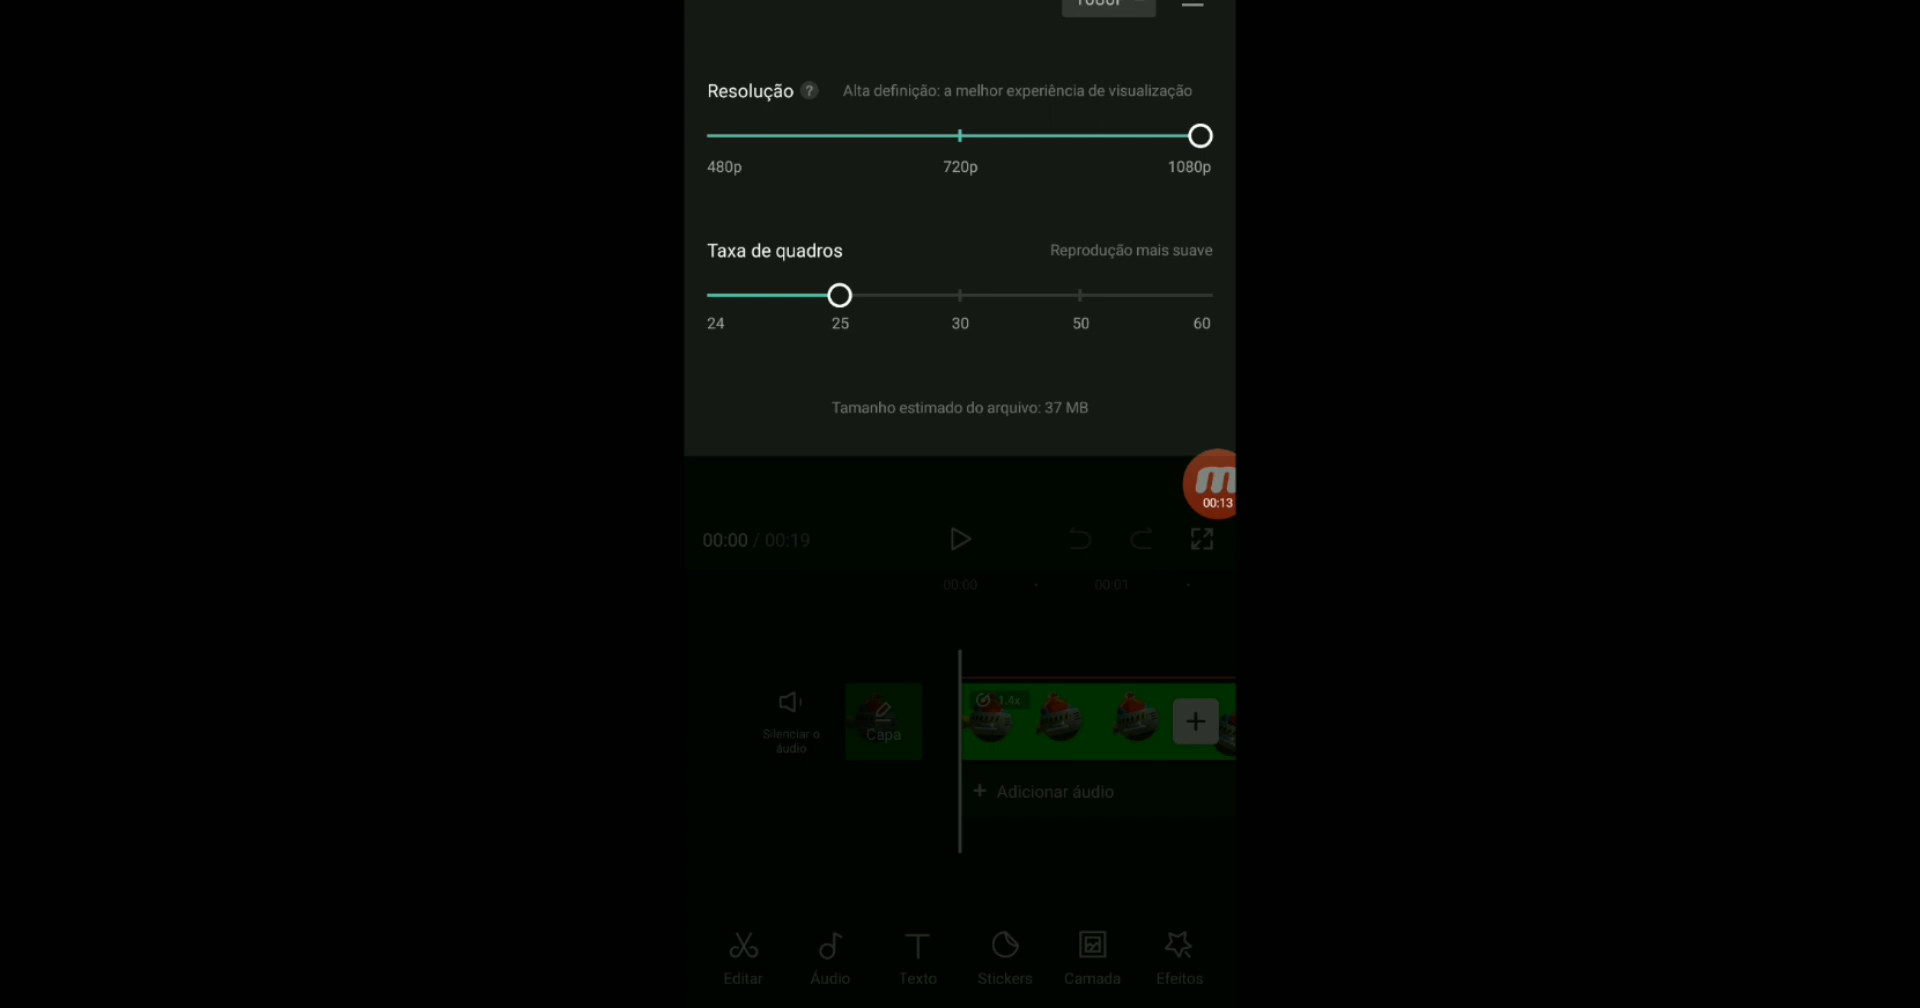 1080P
Resolução ? Alta definição: a melhor experiência de visualização
480p 720p 1080p
Taxa de quadros Reprodução mais suave
24 25 30 50 60
Tamanho estimado do arquivo: 37 MB
m
00:13
00:00 / 00:19
00:00 00:01
1.4x
Silenciar o
áudio
Capa
+ Adicionar áudio
Editar Áudio Texto Stickers Camada Efeitos